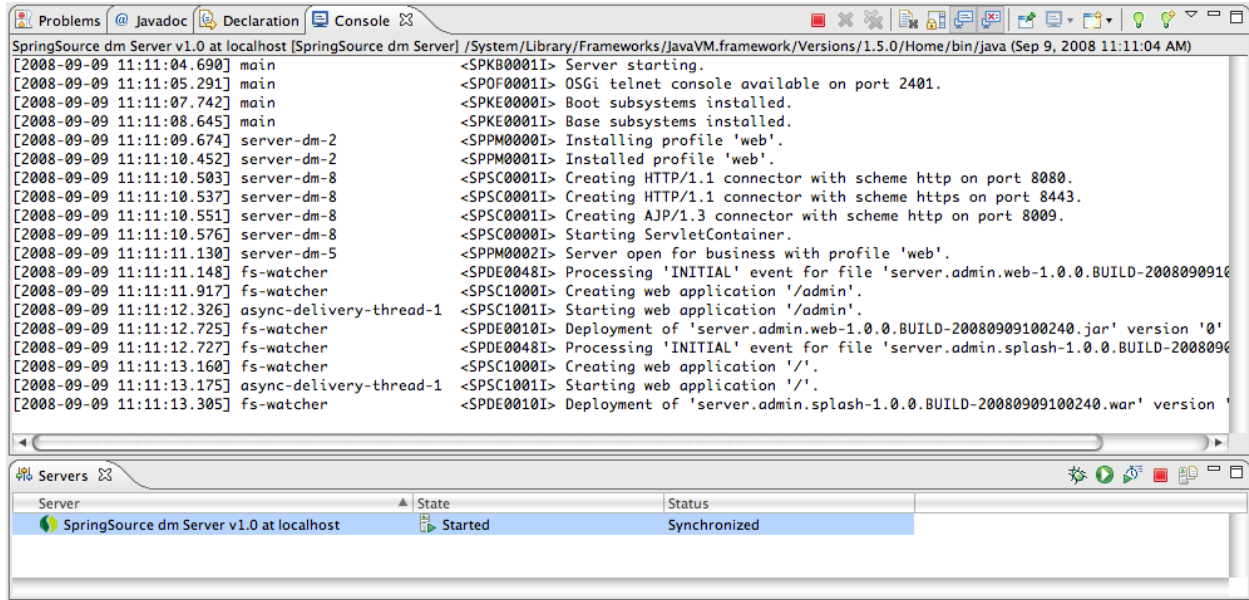 Problems @ Javadoc Declaration Console
SpringSource dm Server v1.0 at localhost [SpringSource dm Server] /System/Library/Frameworks/JavaVM.framework/Versions/1.5.0/Home/bin/java (Sep 9, 2008 11:11:04 AM)
[2008-09-09 11:11:04.690] main <SPKB0001I> Server starting.
[2008-09-09 11:11:05.291] main <SPOF0001I> OSGi telnet console available on port 2401.
[2008-09-09 11:11:07.742] main <SPKE0000I> Boot subsystems installed.
[2008-09-09 11:11:08.645] main <SPKE0001I> Base subsystems installed.
[2008-09-09 11:11:09.674] server-dm-2 <SPPM0000I> Installing profile 'web'.
[2008-09-09 11:11:10.452] server-dm-2 <SPPM0001I> Installed profile 'web'.
[2008-09-09 11:11:10.503] server-dm-8 <SPSC0001I> Creating HTTP/1.1 connector with scheme http on port 8080.
[2008-09-09 11:11:10.537] server-dm-8 <SPSC0001I> Creating HTTP/1.1 connector with scheme https on port 8443.
[2008-09-09 11:11:10.551] server-dm-8 <SPSC0001I> Creating AJP/1.3 connector with scheme http on port 8009.
[2008-09-09 11:11:10.576] server-dm-8 <SPSC0000I> Starting ServletContainer.
[2008-09-09 11:11:11.130] server-dm-5 <SPPM0002I> Server open for business with profile 'web'.
[2008-09-09 11:11:11.148] fs-watcher <SPDE0048I> Processing 'INITIAL' event for file 'server.admin.web-1.0.0.BUILD-2008090910
[2008-09-09 11:11:11.917] fs-watcher <SPSC1000I> Creating web application '/admin'.
[2008-09-09 11:11:12.326] async-delivery-thread-1 <SPSC1001I> Starting web application '/admin'.
[2008-09-09 11:11:12.725] fs-watcher <SPDE0010I> Deployment of 'server.admin.web-1.0.0.BUILD-20080909100240.jar' version '0'
[2008-09-09 11:11:12.727] fs-watcher <SPDE0048I> Processing 'INITIAL' event for file 'server.admin.splash-1.0.0.BUILD-2008090
[2008-09-09 11:11:13.160] fs-watcher <SPSC1000I> Creating web application '/'.
[2008-09-09 11:11:13.175] async-delivery-thread-1 <SPSC1001I> Starting web application '/'.
[2008-09-09 11:11:13.305] fs-watcher <SPDE0010I> Deployment of 'server.admin.splash-1.0.0.BUILD-20080909100240.war' version '
Servers
Server State Status
SpringSource dm Server v1.0 at localhost Started Synchronized